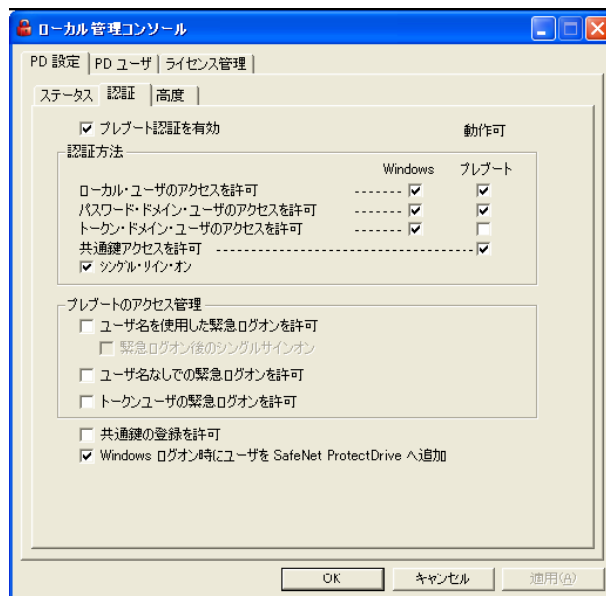 ローカル管理コンソール
PD 設定 PD ユーザ ライセンス管理
ステータス 認証 高度
プレブート認証を有効 動作可
認証方法
Windows プレブート
ローカル・ユーザのアクセスを許可 -------
パスワード・ドメイン・ユーザのアクセスを許可 -------
トークン・ドメイン・ユーザのアクセスを許可 -------
共通鍵アクセスを許可 --------------------------------------
シングル・サイン・オン
プレブートのアクセス管理
ユーザ名を使用した緊急ログオンを許可
緊急ログオン後のシングルサインオン
ユーザ名なしでの緊急ログオンを許可
トークンユーザの緊急ログオンを許可
共通鍵の登録を許可
Windows ログオン時にユーザを SafeNet ProtectDrive へ追加
OK キャンセル 適用(A)